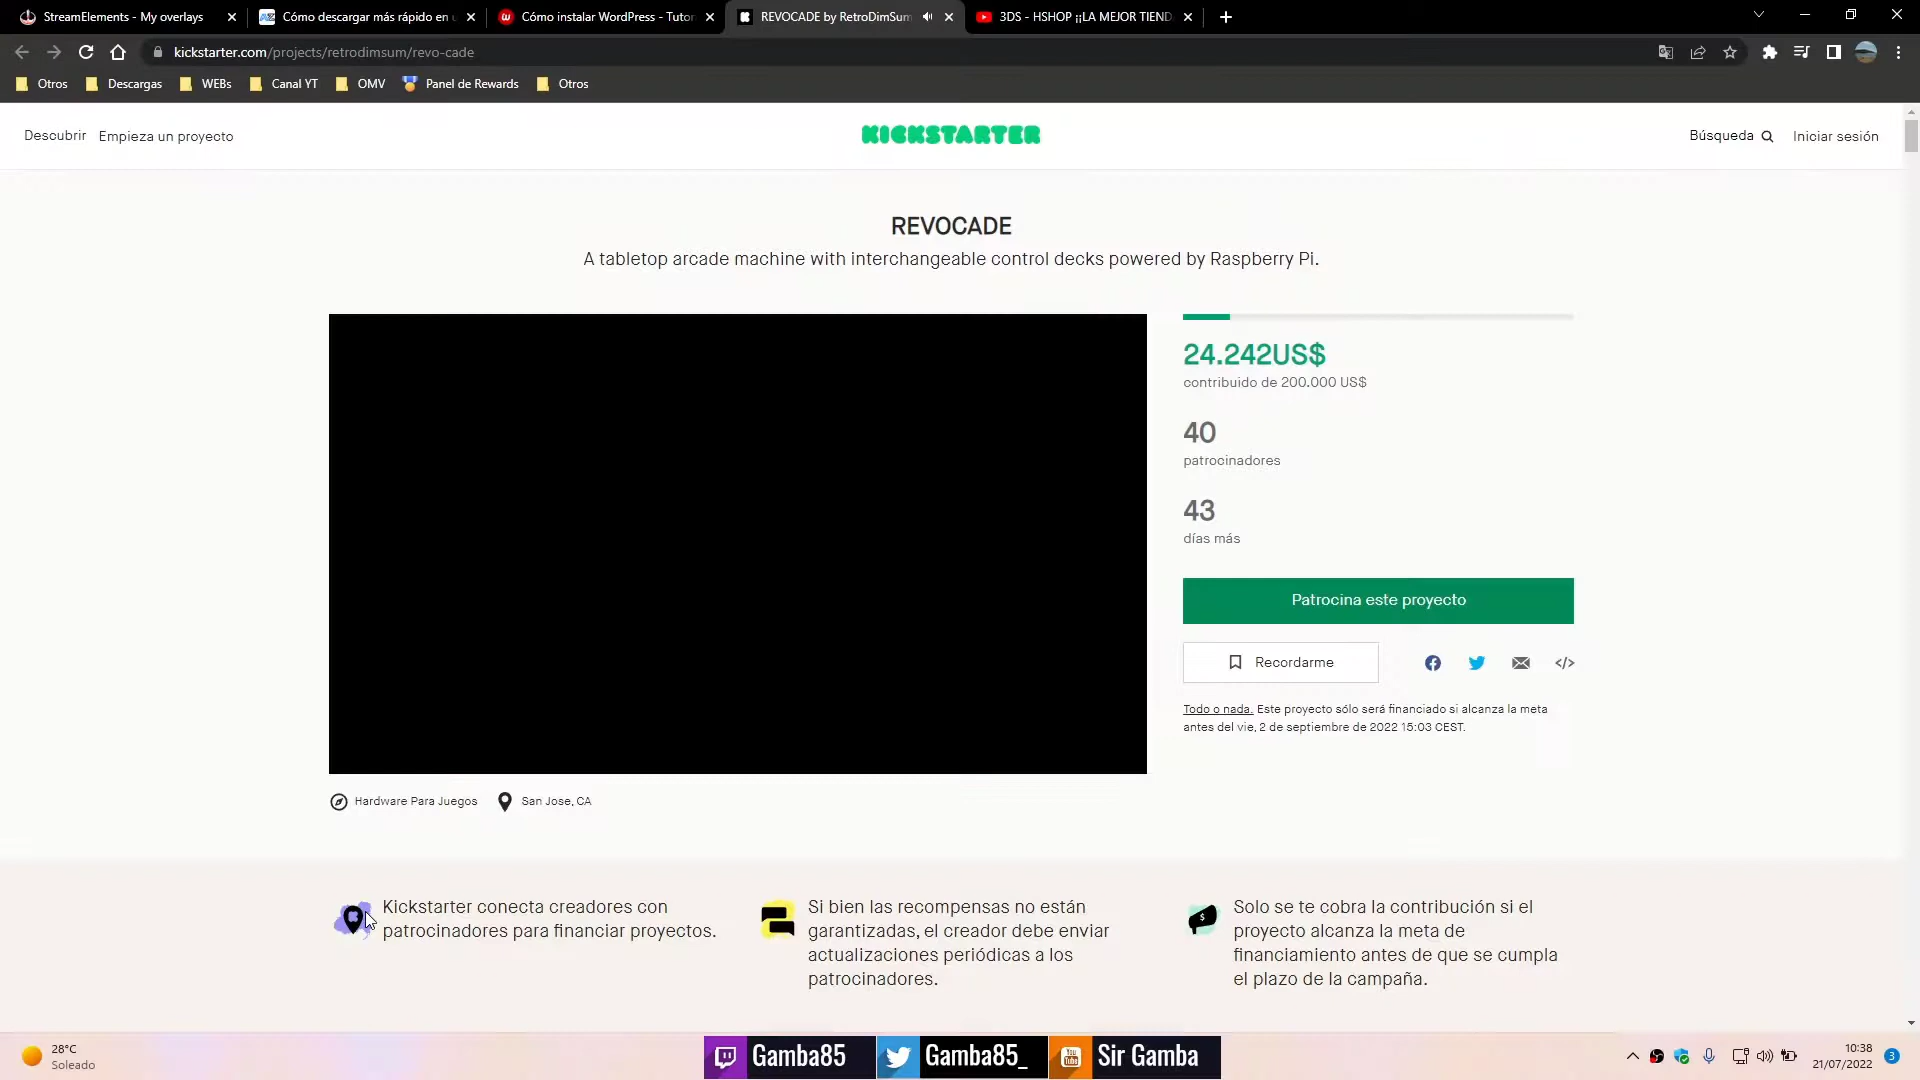 StreamElements - My overlays
Cómo descargar más rápido en u
Cómo instalar WordPress - Tutor
REVOCADE by RetroDimSum
3DS - HSHOP ¡¡LA MEJOR TIEND
kickstarter.com/projects/retrodimsum/revo-cade
Otros
Descargas
WEBs
Canal YT
OMV
Panel de Rewards
Otros
Descubrir
Empieza un proyecto
KICKSTARTER
Búsqueda
Iniciar sesión
REVOCADE
A tabletop arcade machine with interchangeable control decks powered by Raspberry Pi.
24.242US$
contribuido de 200.000 US$
40
patrocinadores
43
días más
Patrocina este proyecto
Recordarme
Todo o nada. Este proyecto sólo será financiado si alcanza la meta
antes del vie, 2 de septiembre de 2022 15:03 CEST.
Hardware Para Juegos
San Jose, CA
Kickstarter conecta creadores con
patrocinadores para financiar proyectos.
Si bien las recompensas no están
garantizadas, el creador debe enviar
actualizaciones periódicas a los
patrocinadores.
Solo se te cobra la contribución si el
proyecto alcanza la meta de
financiamiento antes de que se cumpla
el plazo de la campaña.
28°C
Soleado
Gamba85
Gamba85_
Sir Gamba
10:38
21/07/2022
3